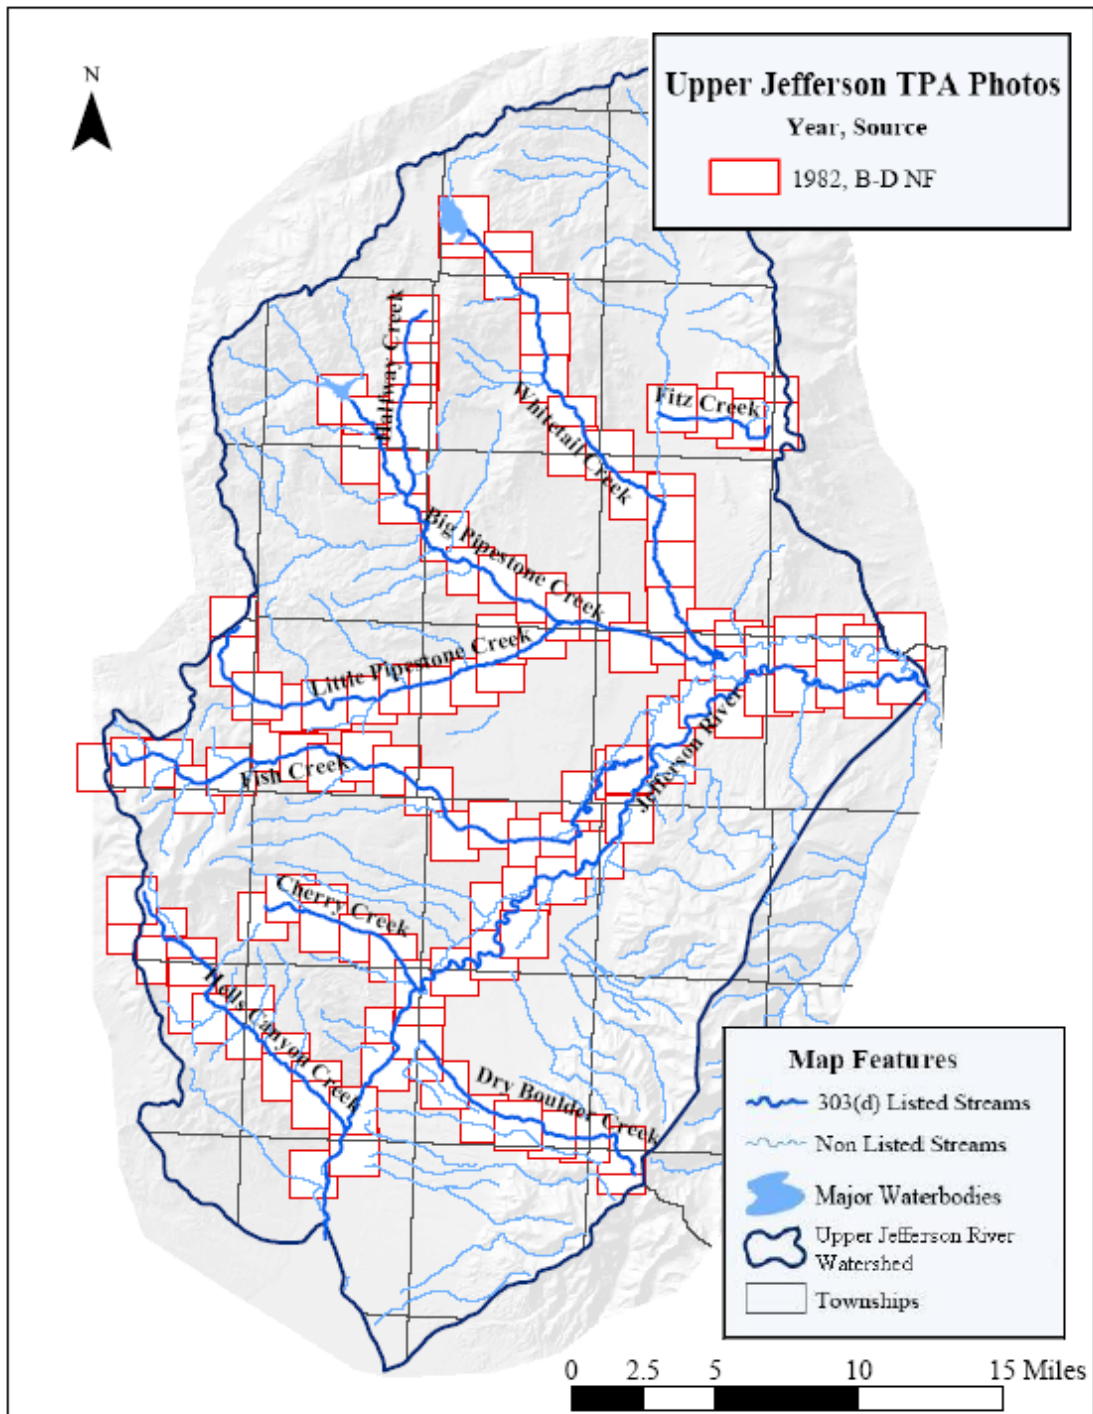 N
Upper Jefferson TPA Photos
Year, Source
1982, B-D NF
Halfway Creek
Whitetail Creek
Fitz Creek
Big Pipestone Creek
Little Pipestone Creek
Jefferson River
Fish Creek
Cherry Creek
Hells Canyon Creek
Dry Boulder Creek
Map Features
303(d) Listed Streams
Non Listed Streams
Major Waterbodies
Upper Jefferson River
Watershed
Townships
0 2.5 5 10 15 Miles